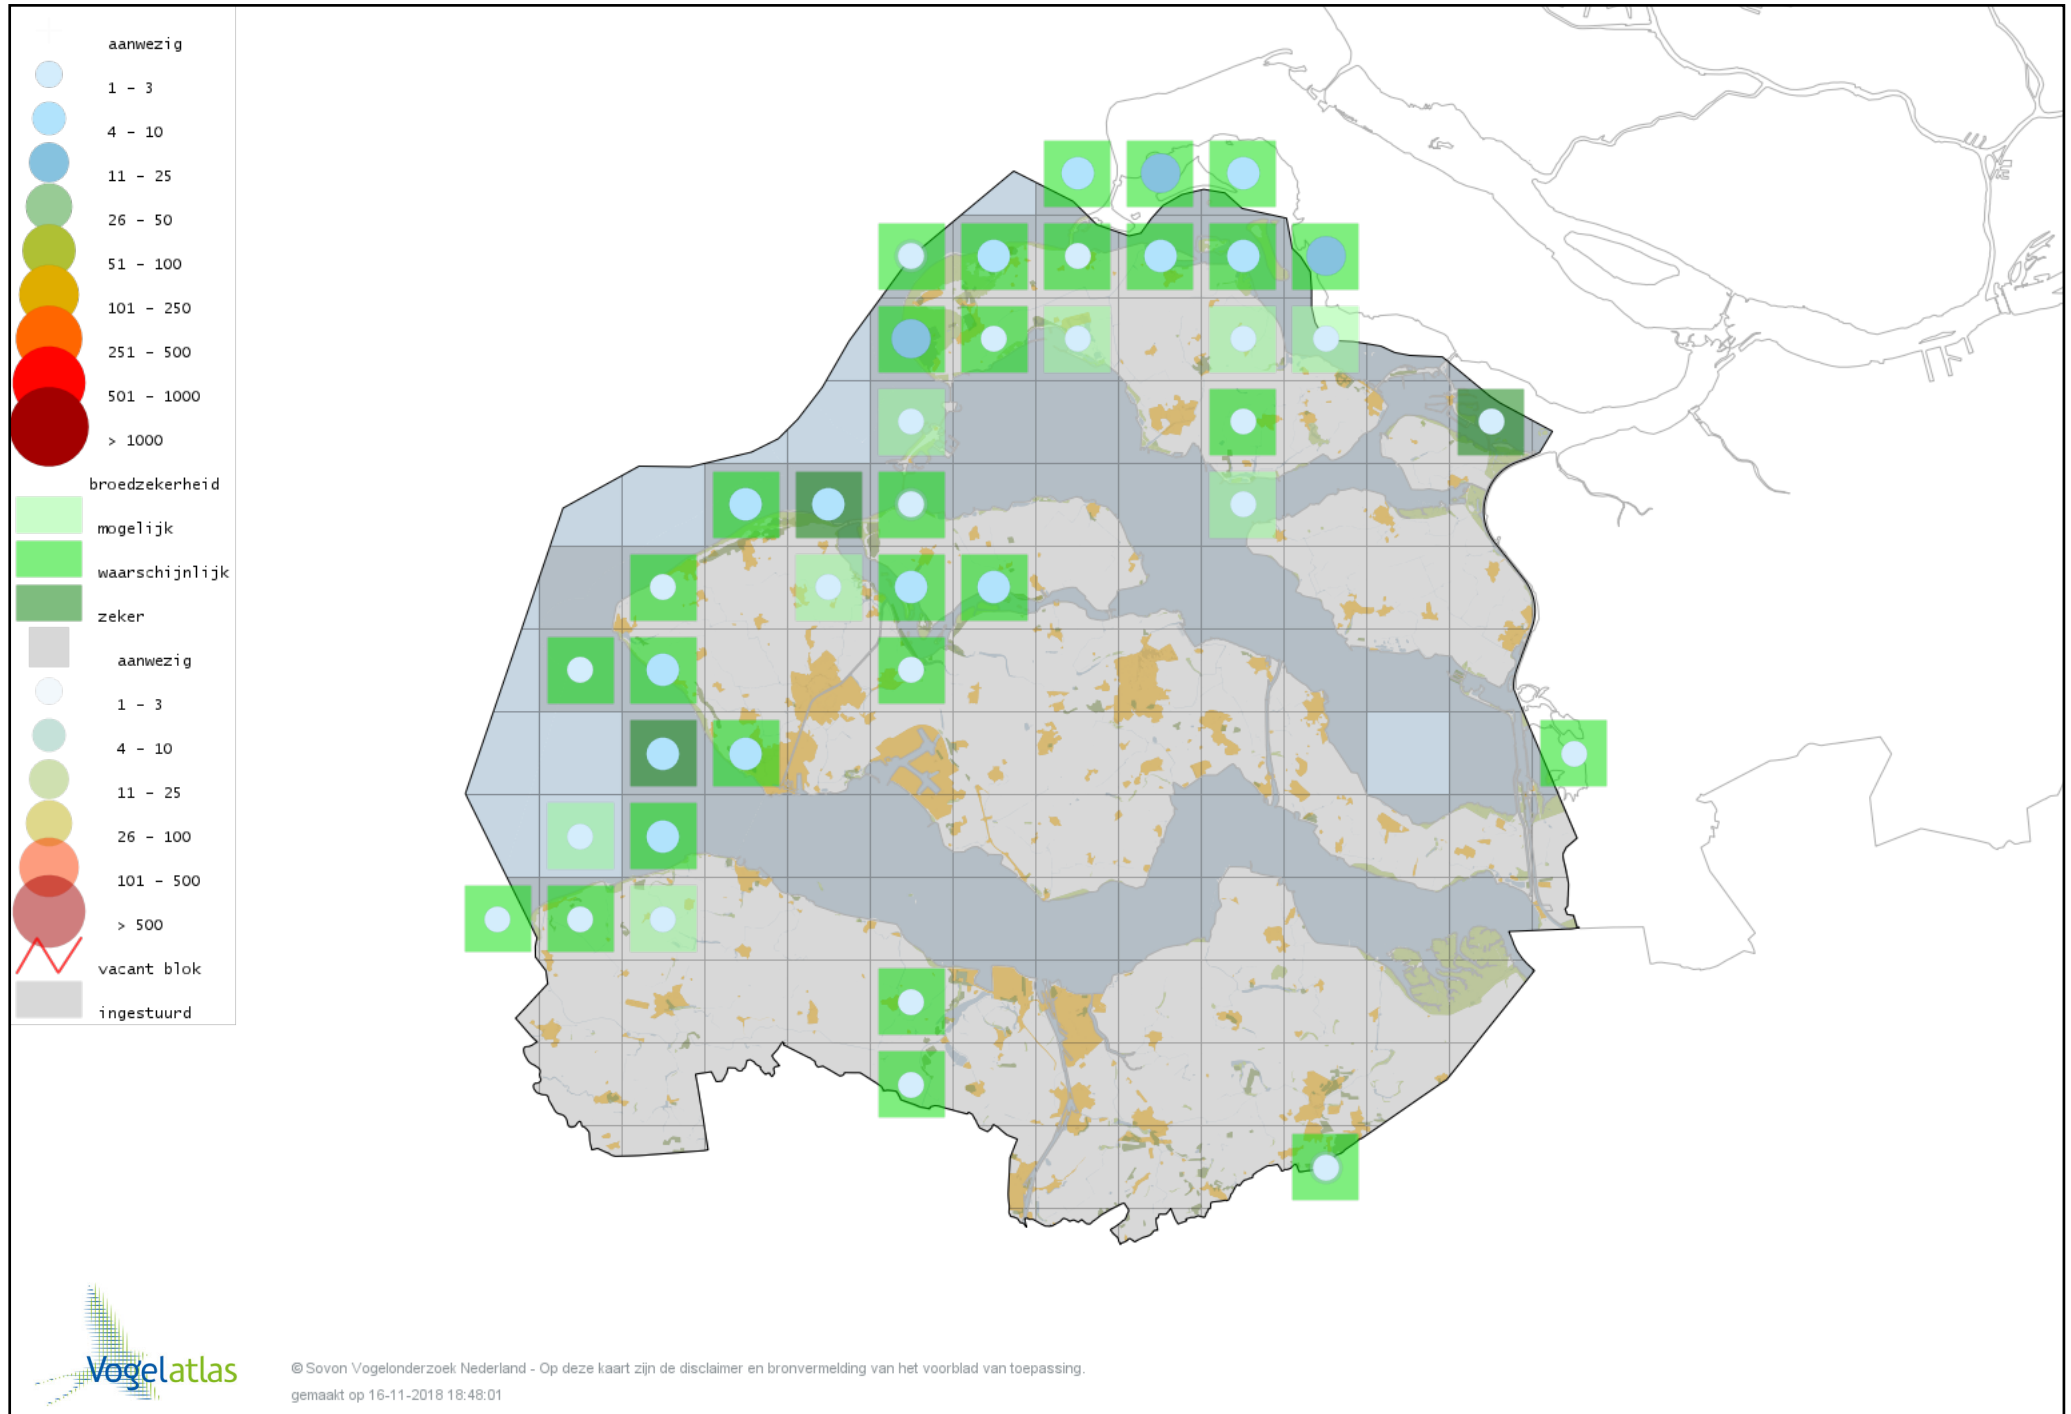 aanwezig
1 - 3
4 - 10
11 - 25
26 - 50
51 - 100
101 - 250
251 - 500
501 - 1000
> 1000
broedzekerheid
mogelijk
waarschijnlijk
zeker
aanwezig
1 - 3
4 - 10
11 - 25
26 - 100
101 - 500
> 500
vacant blok
ingestuurd
Vogelatlas
© Sovon Vogelonderzoek Nederland - Op deze kaart zijn de disclaimer en bronvermelding van het voorblad van toepassing.
gemaakt op 16-11-2018 18:48:01